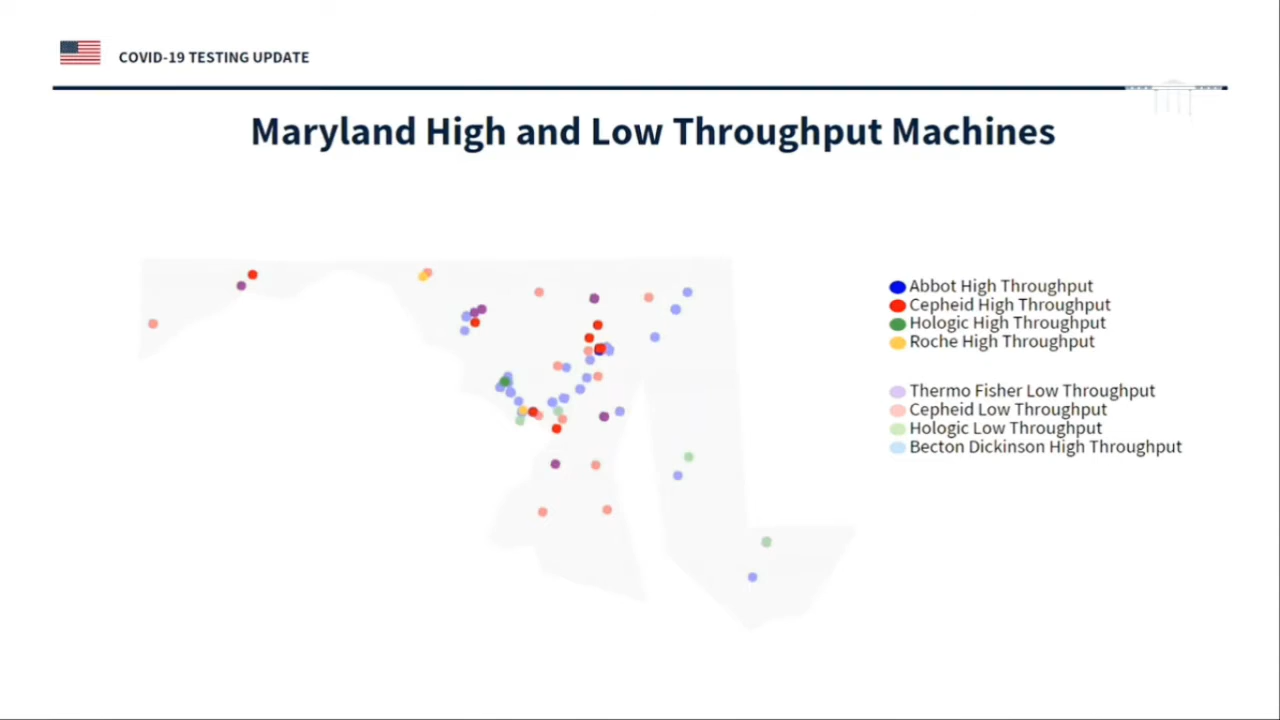 COVID-19 TESTING UPDATE
Maryland High and Low Throughput Machines
Abbot High Throughput
Cepheid High Throughput
Hologic High Throughput
Roche High Throughput
Thermo Fisher Low Throughput
Cepheid Low Throughput
Hologic Low Throughput
Becton Dickinson High Throughput